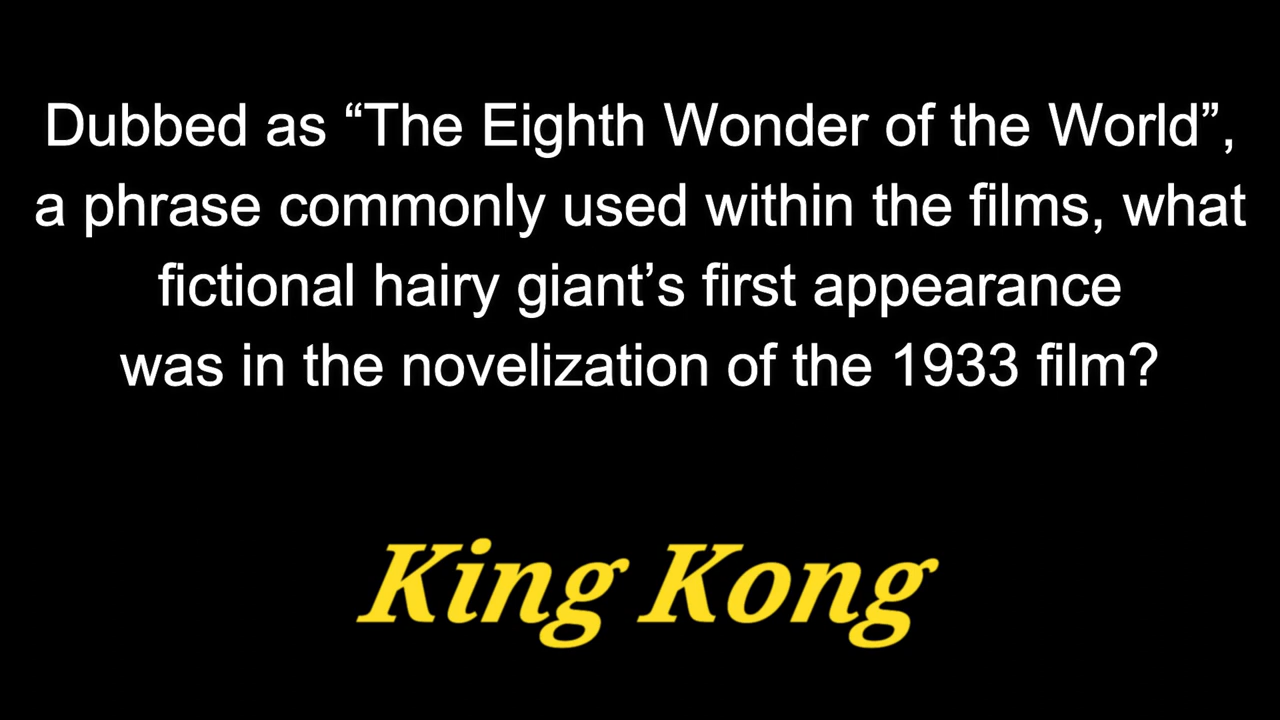 Dubbed as “The Eighth Wonder of the World”,
a phrase commonly used within the films, what
fictional hairy giant’s first appearance
was in the novelization of the 1933 film?
King Kong